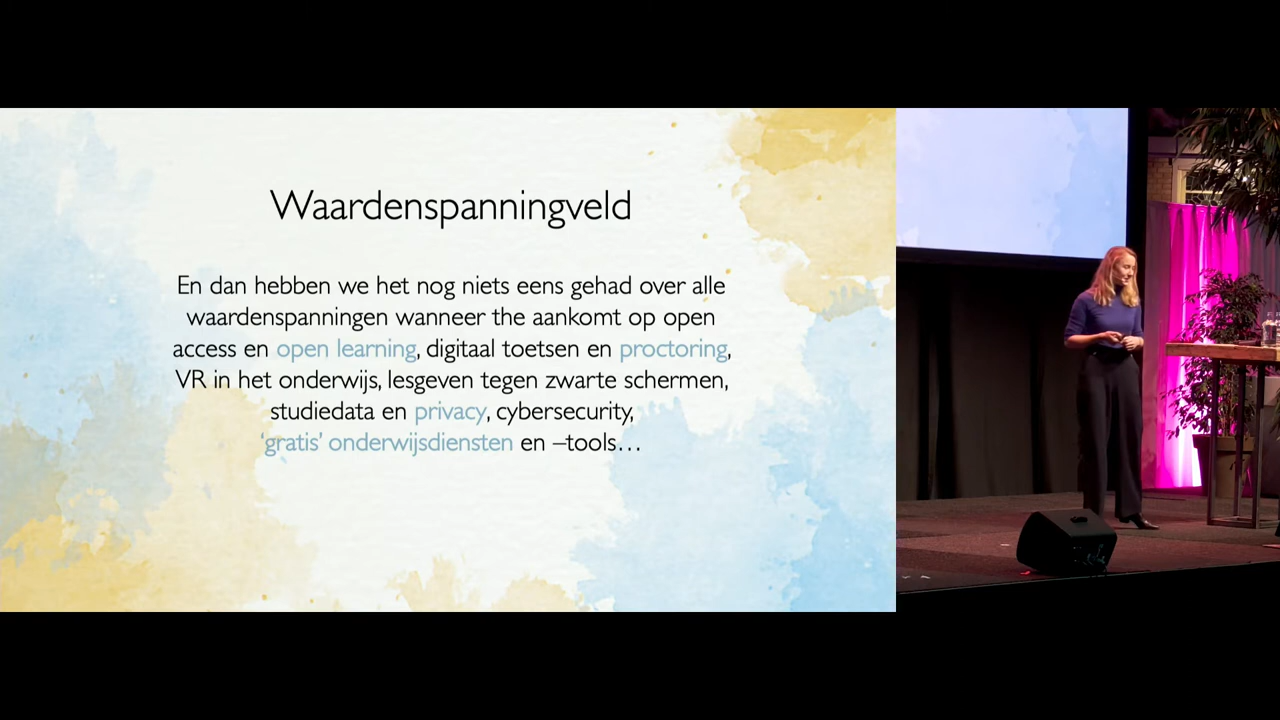 Waardenspanningveld
En dan hebben we het nog niets eens gehad over alle
waardenspanningen wanneer the aankomt op open
access en open learning, digitaal toetsen en proctoring,
VR in het onderwijs, lesgeven tegen zwarte schermen,
studiedata en privacy, cybersecurity,
‘gratis’ onderwijsdiensten en –tools…